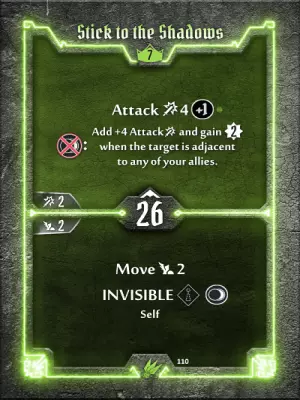 Stick to the Shadows
7
Attack 4 +1
Add +4 Attack and gain 2
: when the target is adjacent
to any of your allies.
2
26
2
Move 2
INVISIBLE
Self
110